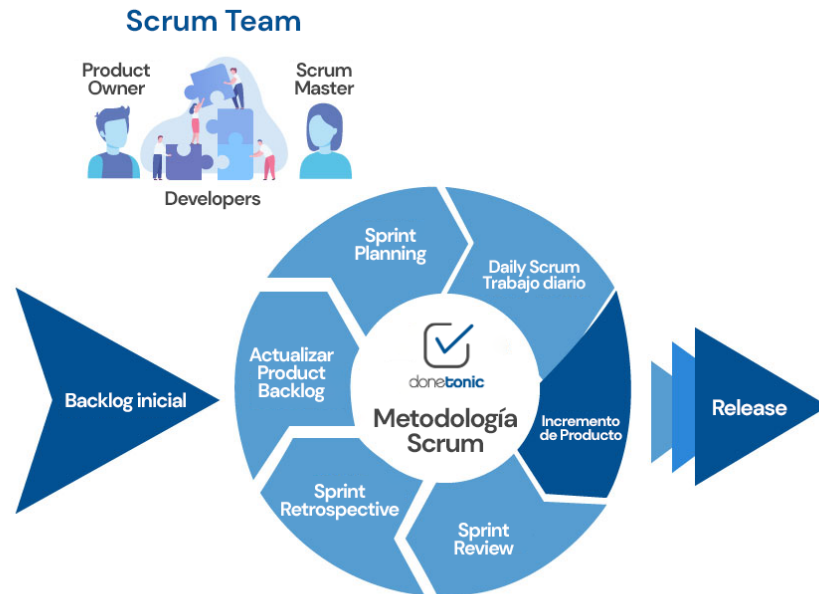 Scrum Team
Product
Owner
Scrum
Master
Developers
Sprint
Planning
Daily Scrum
Trabajo diario
Actualizar
Product
Backlog
Backlog inicial
donetonic
Metodología
Scrum
Incremento
de Producto
Release
Sprint
Retrospective
Sprint
Review